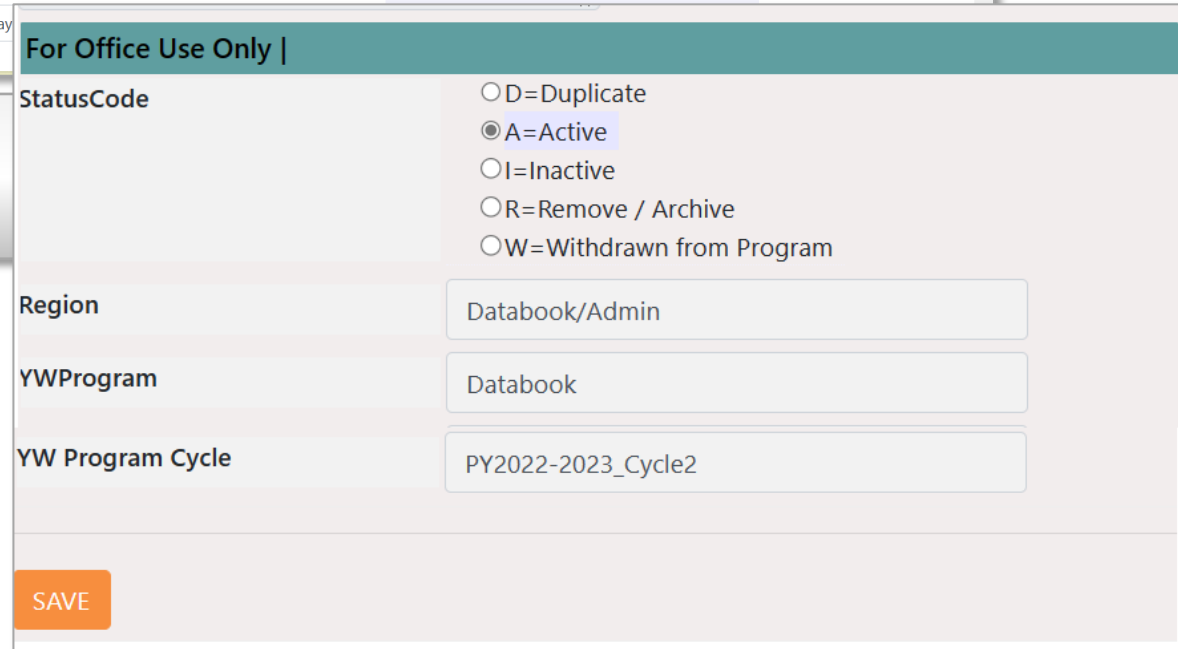 ay
For Office Use Only |
StatusCode
D=Duplicate
A=Active
I=Inactive
R=Remove / Archive
W=Withdrawn from Program
Region
Databook/Admin
YWProgram
Databook
YW Program Cycle
PY2022-2023_Cycle2
SAVE